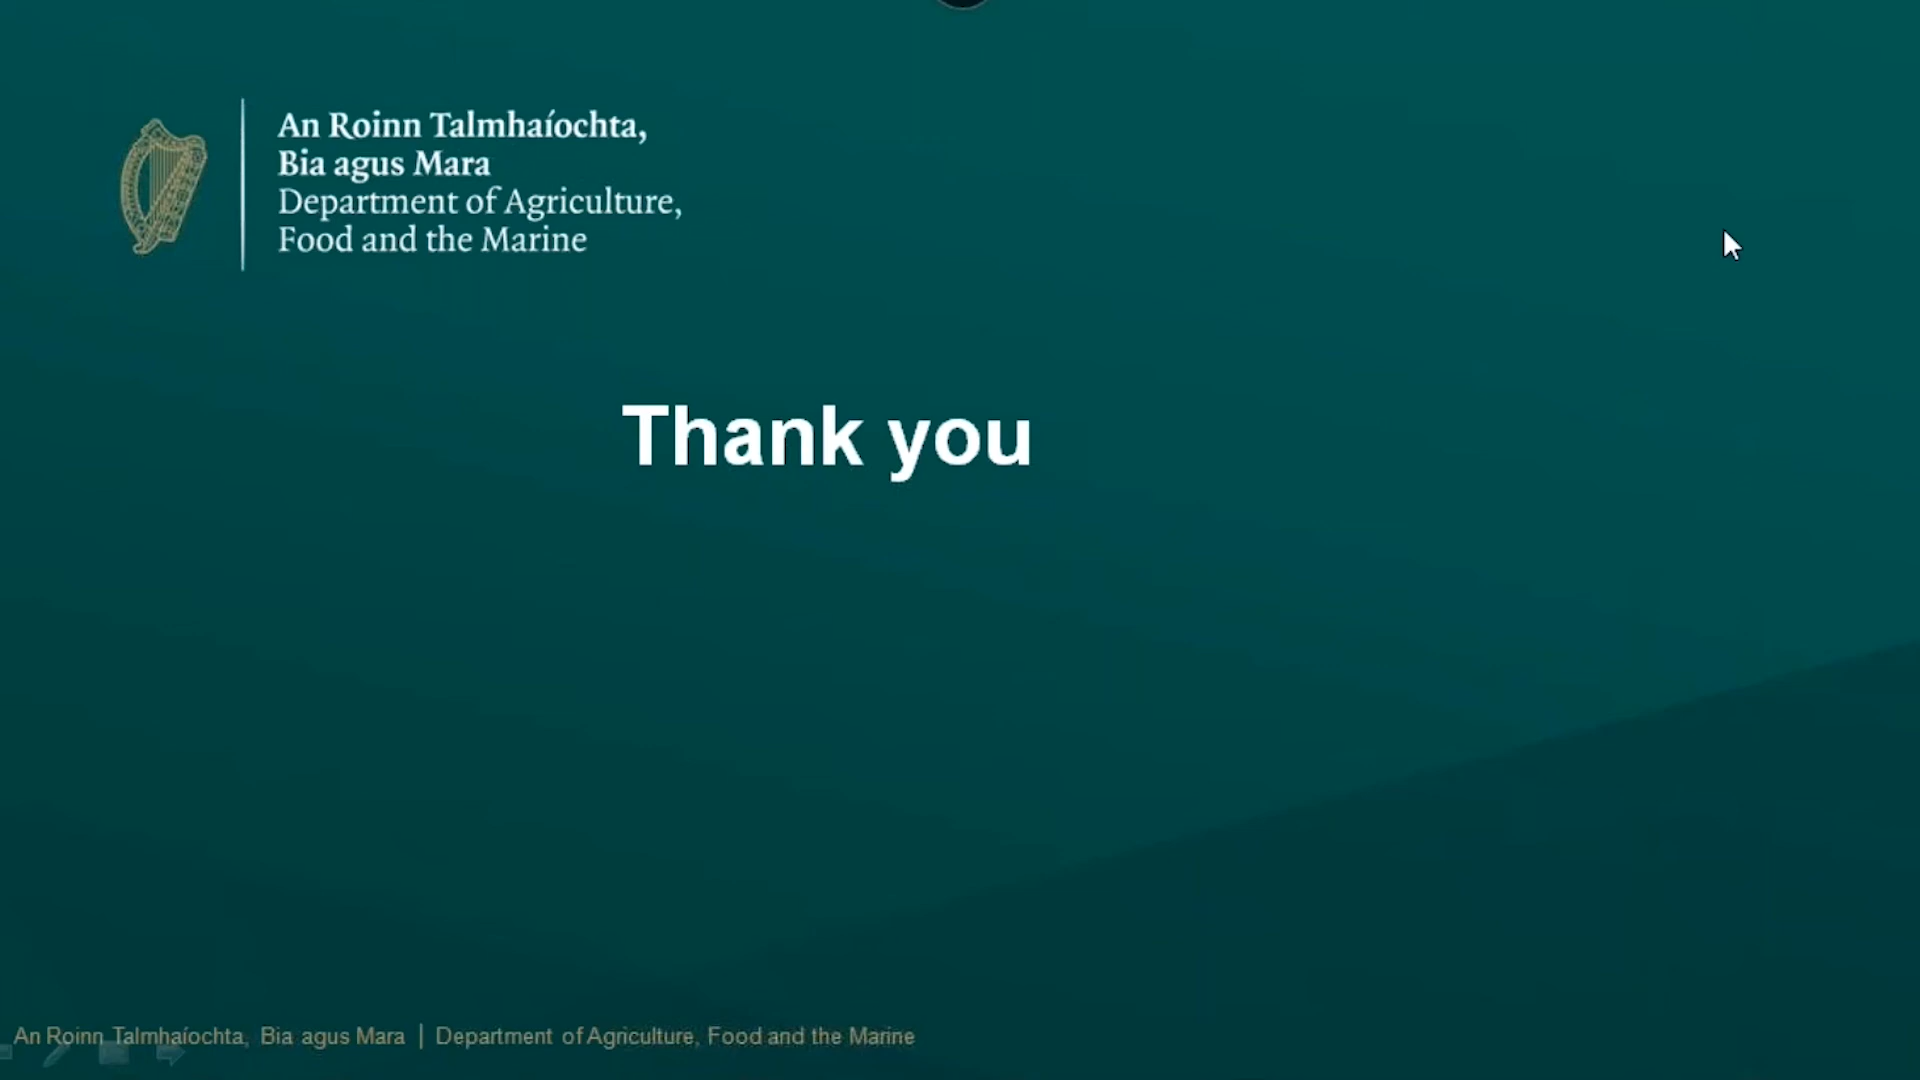 An Roinn Talmhaíochta,
Bia agus Mara
Department of Agriculture,
Food and the Marine
Thank you
An Roinn Talmhaíochta, Bia agus Mara | Department of Agriculture, Food and the Marine